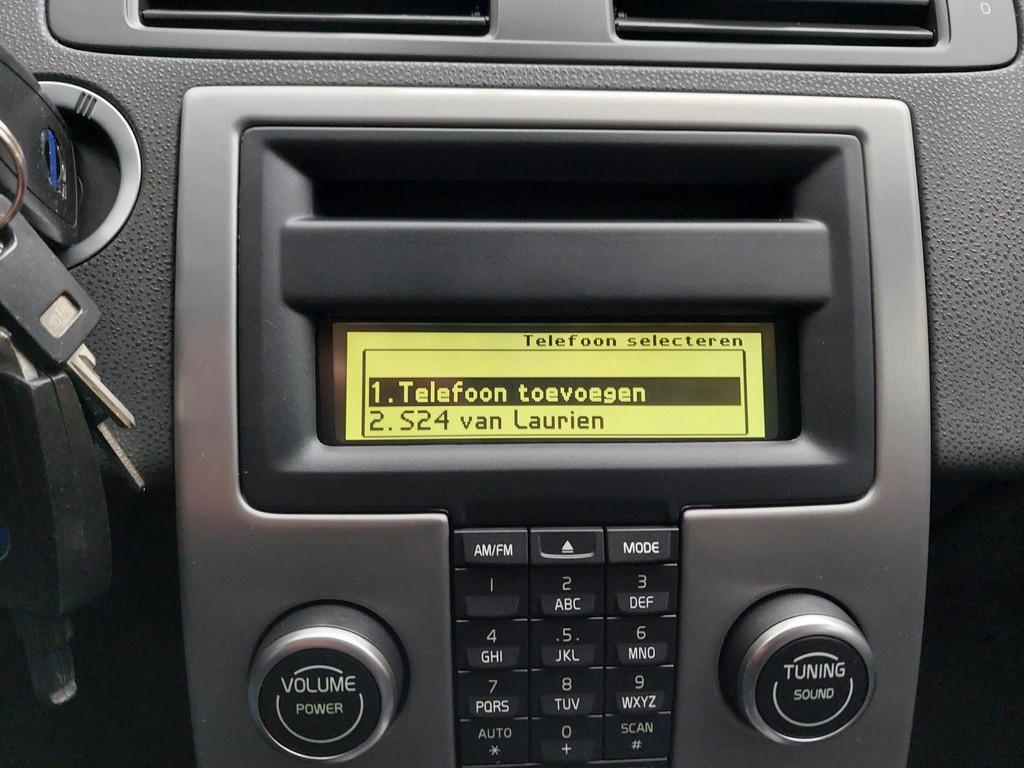 Telefoon selecteren
1.Telefoon toevoegen
2.S24 van Laurien
AM/FM
MODE
1
2
ABC
3
DEF
4
GHI
.5.
JKL
6
MNO
7
PQRS
8
TUV
9
WXYZ
AUTO
*
0
+
SCAN
#
VOLUME
POWER
TUNING
SOUND
0